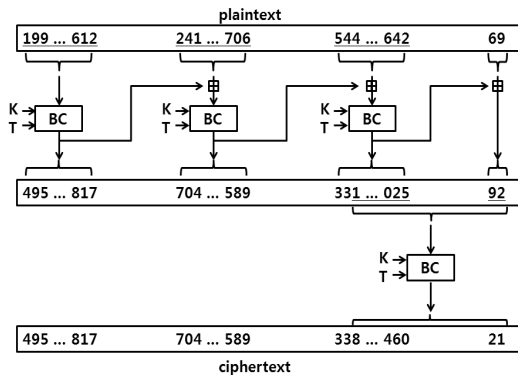 plaintext
199 ... 612 241 ... 706 544 ... 642 69
K
T
BC
K
T
BC
K
T
BC
495 ... 817 704 ... 589 331 ... 025 92
K
T
BC
495 ... 817 704 ... 589 338 ... 460 21
ciphertext